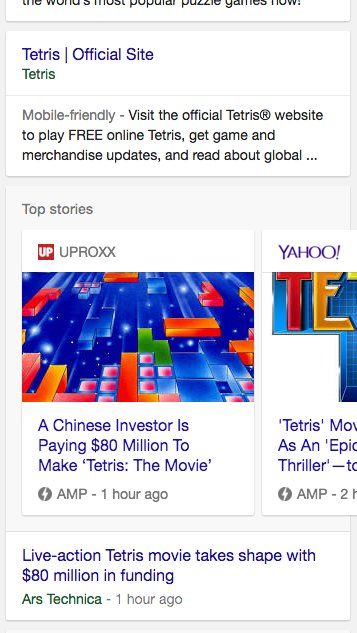 the world's most popular puzzle games now!
Tetris | Official Site
Tetris
Mobile-friendly - Visit the official Tetris® website
to play FREE online Tetris, get game and
merchandise updates, and read about global ...
Top stories
UP UPROXX
YAHOO!
TE
A Chinese Investor Is
Paying $80 Million To
Make ‘Tetris: The Movie’
AMP - 1 hour ago
'Tetris' Mov
As An 'Epic
Thriller'—to
AMP - 2 h
Live-action Tetris movie takes shape with
$80 million in funding
Ars Technica - 1 hour ago